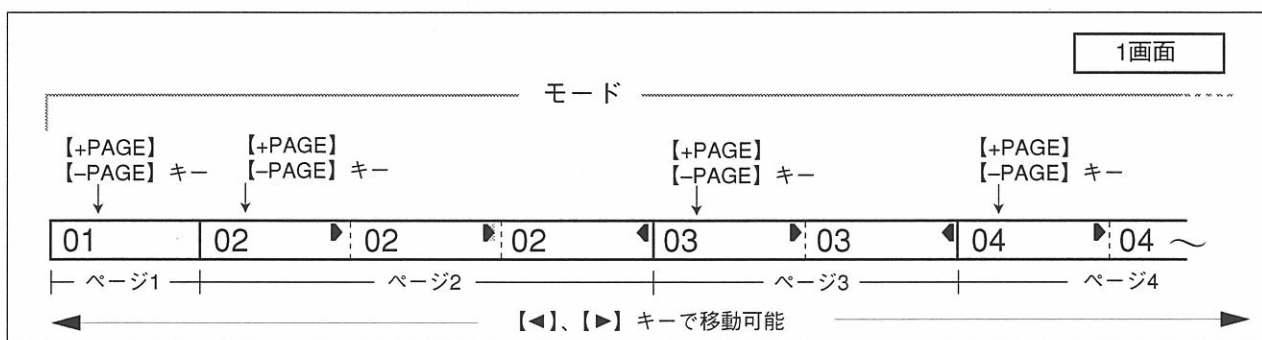 1画面
モード
【+PAGE】
【−PAGE】キー
【+PAGE】
【−PAGE】キー
【+PAGE】
【−PAGE】キー
【+PAGE】
【−PAGE】キー
01 02 02 02 03 03 04 04 〜
ページ1 ページ2 ページ3 ページ4
【◀】、【▶】キーで移動可能